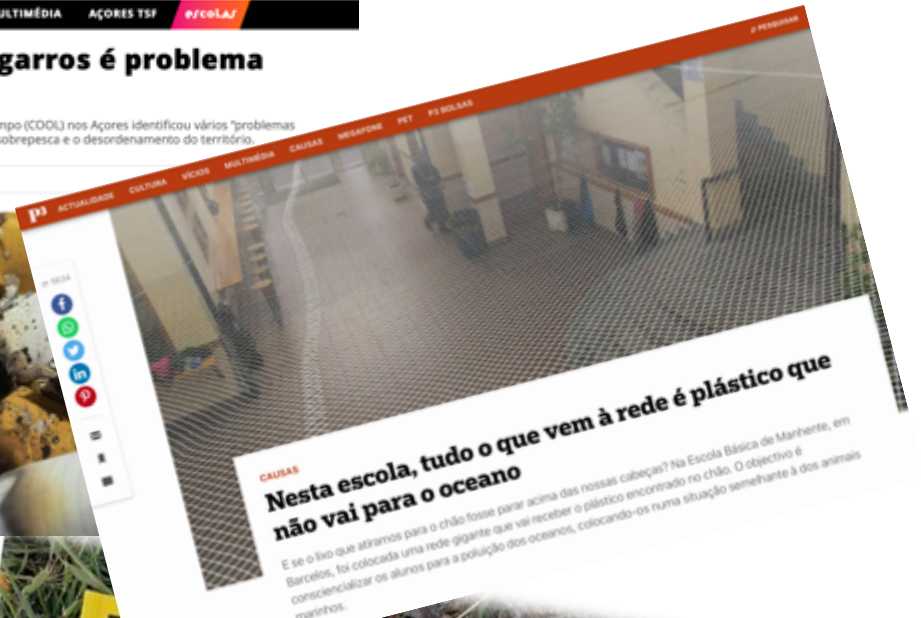 ULTIMÉDIA AÇORES TSF escolas
garros é problema
mpo (COOL) nos Açores identificou vários "problemas
sobrepesca e o desordenamento do território,
PESQUISAR
P3 ACTUALIDADE CULTURA VÍCIOS MULTIMÉDIA CAUSAS MEGAFONE PET P3 BOLSAS
CAUSAS
Nesta escola, tudo o que vem à rede é plástico que
não vai para o oceano
E se o lixo que atiramos para o chão fosse parar acima das nossas cabeças? Na Escola Básica de Manhente, em
Barcelos, foi colocada uma rede gigante que vai receber o plástico encontrado no chão. O objectivo é
consciencializar os alunos para a poluição dos oceanos, colocando-os numa situação semelhante à dos animais
marinhos.